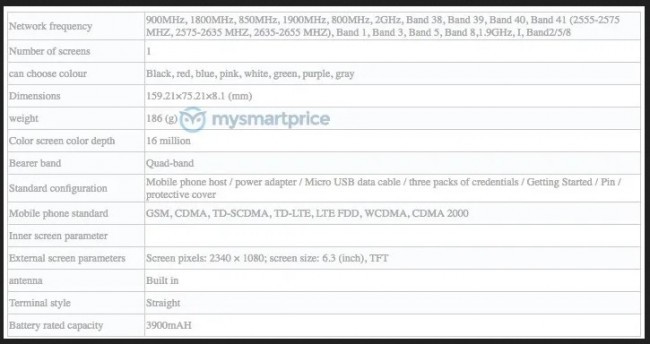 Network frequency
900MHz, 1800MHz, 850MHz, 1900MHz, 800MHz, 2GHz, Band 38, Band 39, Band 40, Band 41 (2555-2575
MHZ, 2575-2635 MHZ, 2635-2655 MHZ), Band 1, Band 3, Band 5, Band 8,1.9GHz, I, Band2/5/8
Number of screens
1
can choose colour
Black, red, blue, pink, white, green, purple, gray
Dimensions
159.21×75.21×8.1 (mm)
weight
186 (g)
mysmartprice
Color screen color depth
16 million
Bearer band
Quad-band
Standard configuration
Mobile phone host / power adapter / Micro USB data cable / three packs of credentials / Getting Started / Pin /
protective cover
Mobile phone standard
GSM, CDMA, TD-SCDMA, TD-LTE, LTE FDD, WCDMA, CDMA 2000
Inner screen parameter
External screen parameters
Screen pixels: 2340 × 1080; screen size: 6.3 (inch), TFT
antenna
Built in
Terminal style
Straight
Battery rated capacity
3900mAH